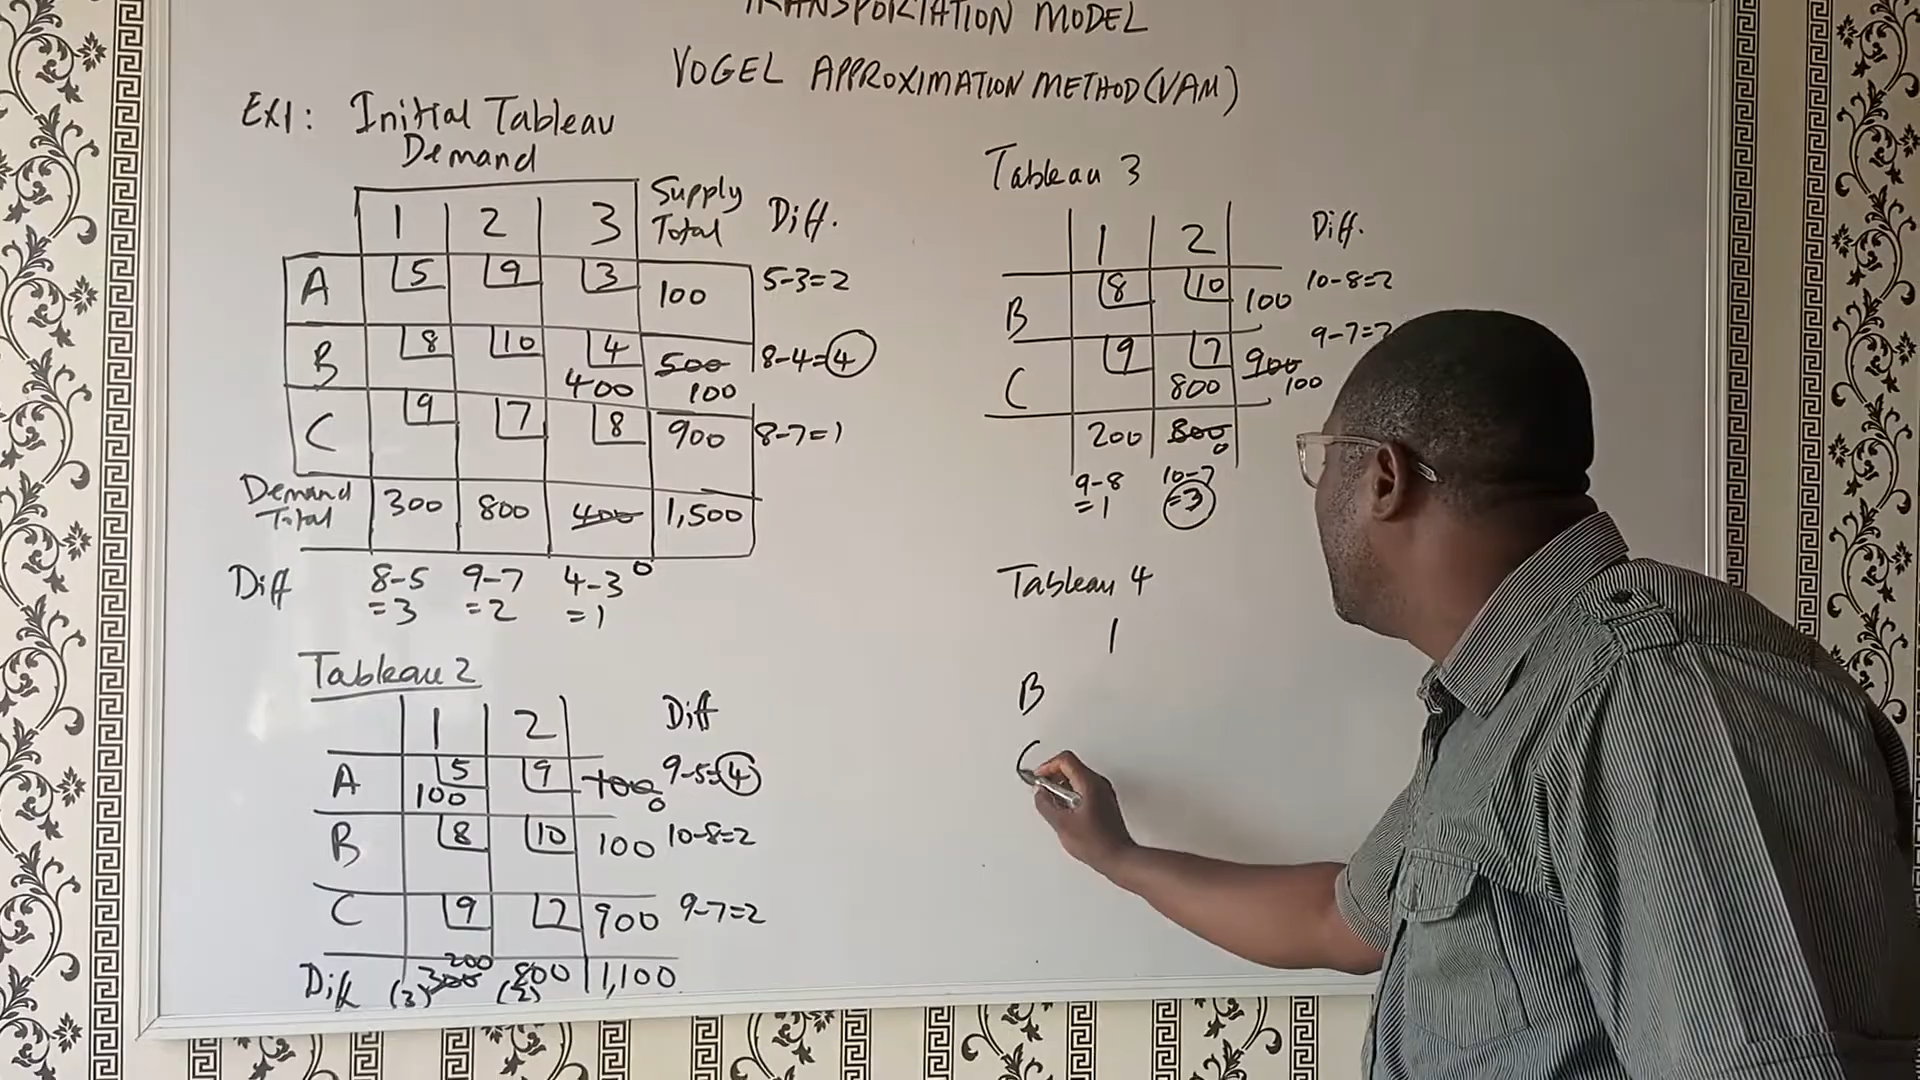 TRANSPORTATION MODEL
VOGEL APPROXIMATION METHOD (VAM)
EX1: Initial Tableau
Demand
1 2 3 Supply Total Diff.
A 5 9 3 100 5-3=2
B 8 10 4 400 500 100 8-4=4
C 9 7 8 900 8-7=1
Demand Total 300 800 400 0 1,500
Diff 8-5 =3 9-7 =2 4-3 =1
Tableau 2
1 2 Diff
A 5 100 9 100 0 9-5=4
B 8 10 100 10-8=2
C 9 7 900 9-7=2
200
Diff (3) 300 (2) 800 1,100
Tableau 3
1 2 Diff.
B 8 10 100 10-8=2
C 9 7 800 900 100 9-7=2
200 800 0
9-8 =1 10-7 =3
Tableau 4
1
B
C